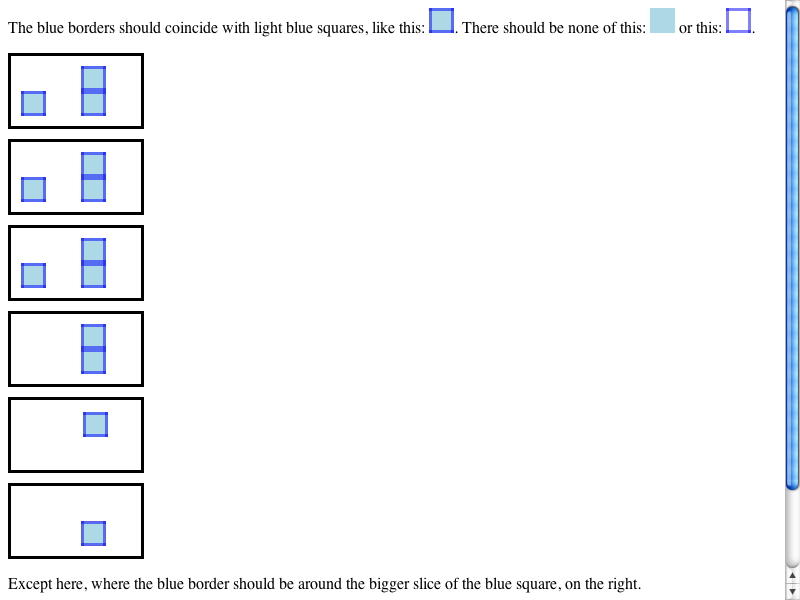 The blue borders should coincide with light blue squares, like this: . There should be none of this: or this: .
Except here, where the blue border should be around the bigger slice of the blue square, on the right.